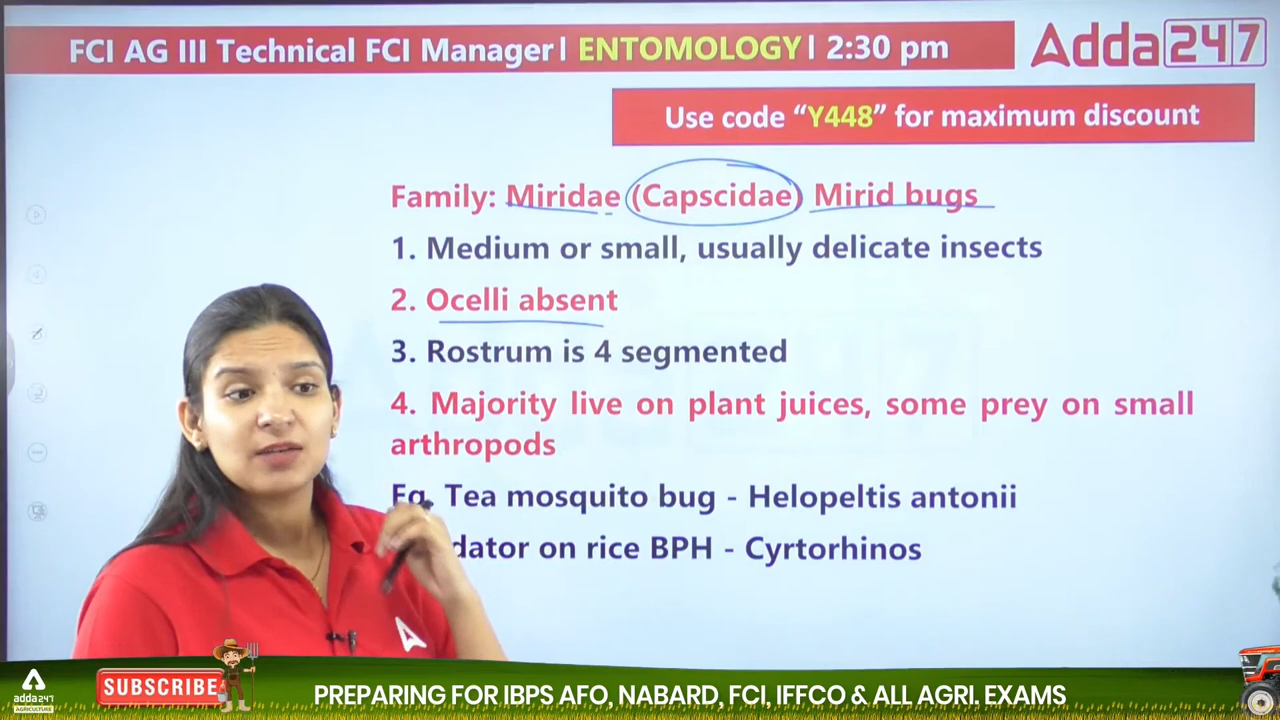 FCI AG III Technical FCI Manager| ENTOMOLOGY| 2:30 pm
Adda247
Use code “Y448” for maximum discount
Family: Miridae (Capscidae) Mirid bugs
1. Medium or small, usually delicate insects
2. Ocelli absent
3. Rostrum is 4 segmented
4. Majority live on plant juices, some prey on small
arthropods
Eg. Tea mosquito bug - Helopeltis antonii
dator on rice BPH - Cyrtorhinos
adda247
AGRICULTURE
SUBSCRIBE
PREPARING FOR IBPS AFO, NABARD, FCI, IFFCO & ALL AGRI. EXAMS